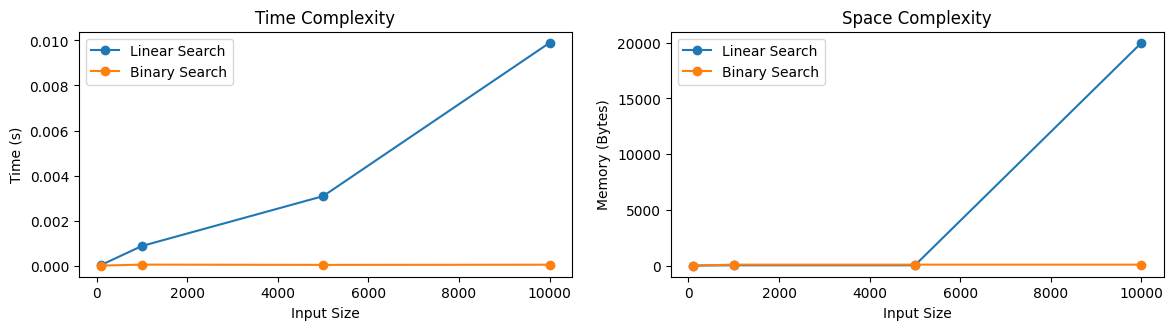 Time Complexity
Linear Search
Binary Search
0.010
0.008
0.006
0.004
0.002
0.000
Time (s)
0 2000 4000 6000 8000 10000
Input Size
Space Complexity
Linear Search
Binary Search
20000
15000
10000
5000
0
Memory (Bytes)
0 2000 4000 6000 8000 10000
Input Size